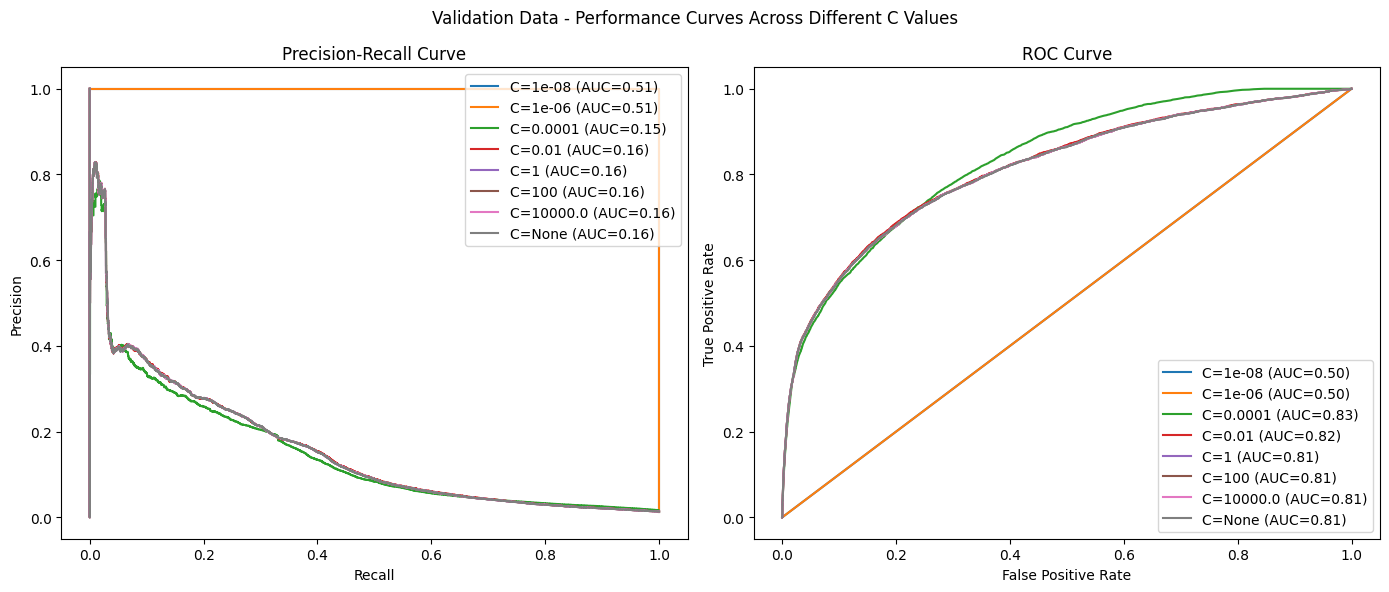 Validation Data - Performance Curves Across Different C Values
Precision-Recall Curve
1.0
0.8
0.6
0.4
0.2
0.0
Precision
0.0 0.2 0.4 0.6 0.8 1.0
Recall
C=1e-08 (AUC=0.51)
C=1e-06 (AUC=0.51)
C=0.0001 (AUC=0.15)
C=0.01 (AUC=0.16)
C=1 (AUC=0.16)
C=100 (AUC=0.16)
C=10000.0 (AUC=0.16)
C=None (AUC=0.16)
ROC Curve
1.0
0.8
0.6
0.4
0.2
0.0
True Positive Rate
0.0 0.2 0.4 0.6 0.8 1.0
False Positive Rate
C=1e-08 (AUC=0.50)
C=1e-06 (AUC=0.50)
C=0.0001 (AUC=0.83)
C=0.01 (AUC=0.82)
C=1 (AUC=0.81)
C=100 (AUC=0.81)
C=10000.0 (AUC=0.81)
C=None (AUC=0.81)